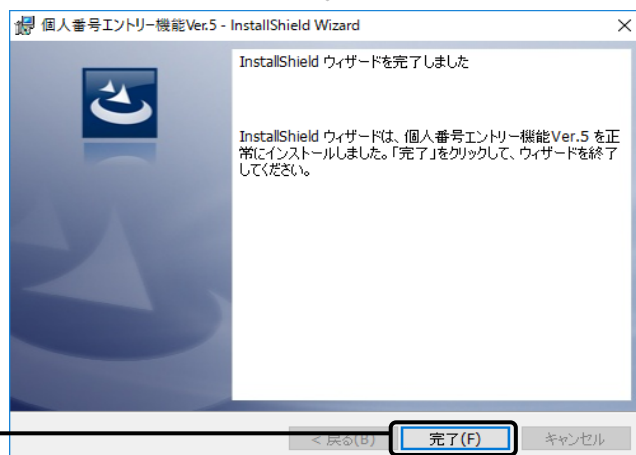 個人番号エントリー機能Ver.5 - InstallShield Wizard
InstallShield ウィザードを完了しました
InstallShield ウィザードは、個人番号エントリー機能Ver.5 を正
常にインストールしました。「完了」をクリックして、ウィザードを終了
してください。
< 戻る(B) 完了(F) キャンセル